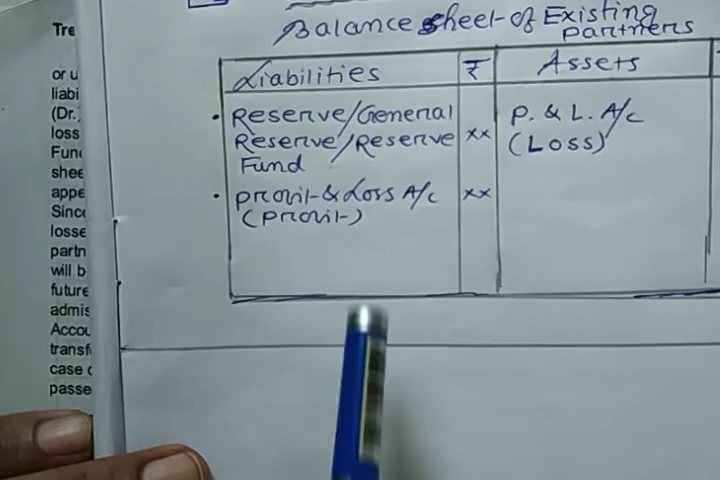 Balance sheet of Existing
partners
Liabilities ₹ Assets
• Reserve/General
Reserve/Reserve xx
Fund
• Profit & Loss A/c xx
(Profit)
P. & L. A/c
(Loss)
Tre
or u
liabi
(Dr.)
loss
Fund
shee
appe
Since
losse
partn
will b
future
admis
Accou
transf
case
passe